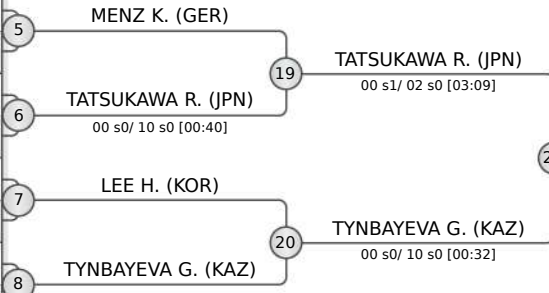 MENZ K. (GER)
5
19
TATSUKAWA R. (JPN)
00 s1/ 02 s0 [03:09]
TATSUKAWA R. (JPN)
6
00 s0/ 10 s0 [00:40]
2
LEE H. (KOR)
7
20
TYNBAYEVA G. (KAZ)
00 s0/ 10 s0 [00:32]
TYNBAYEVA G. (KAZ)
8